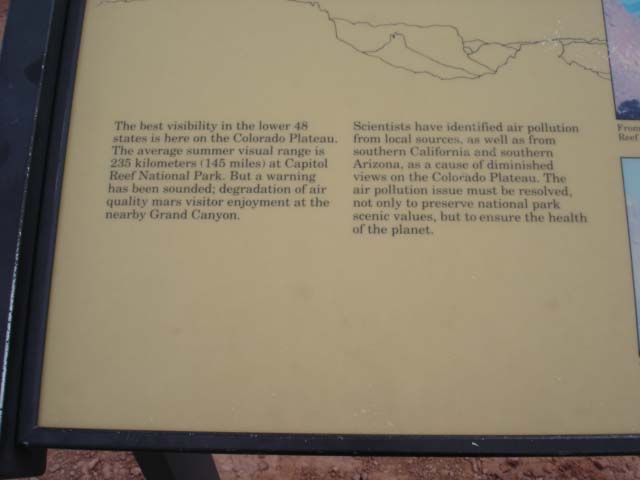 The best visibility in the lower 48
states is here on the Colorado Plateau.
The average summer visual range is
235 kilometers (145 miles) at Capitol
Reef National Park. But a warning
has been sounded; degradation of air
quality mars visitor enjoyment at the
nearby Grand Canyon.
Scientists have identified air pollution
from local sources, as well as from
southern California and southern
Arizona, as a cause of diminished
views on the Colorado Plateau. The
air pollution issue must be resolved,
not only to preserve national park
scenic values, but to ensure the health
of the planet.
From
Reef